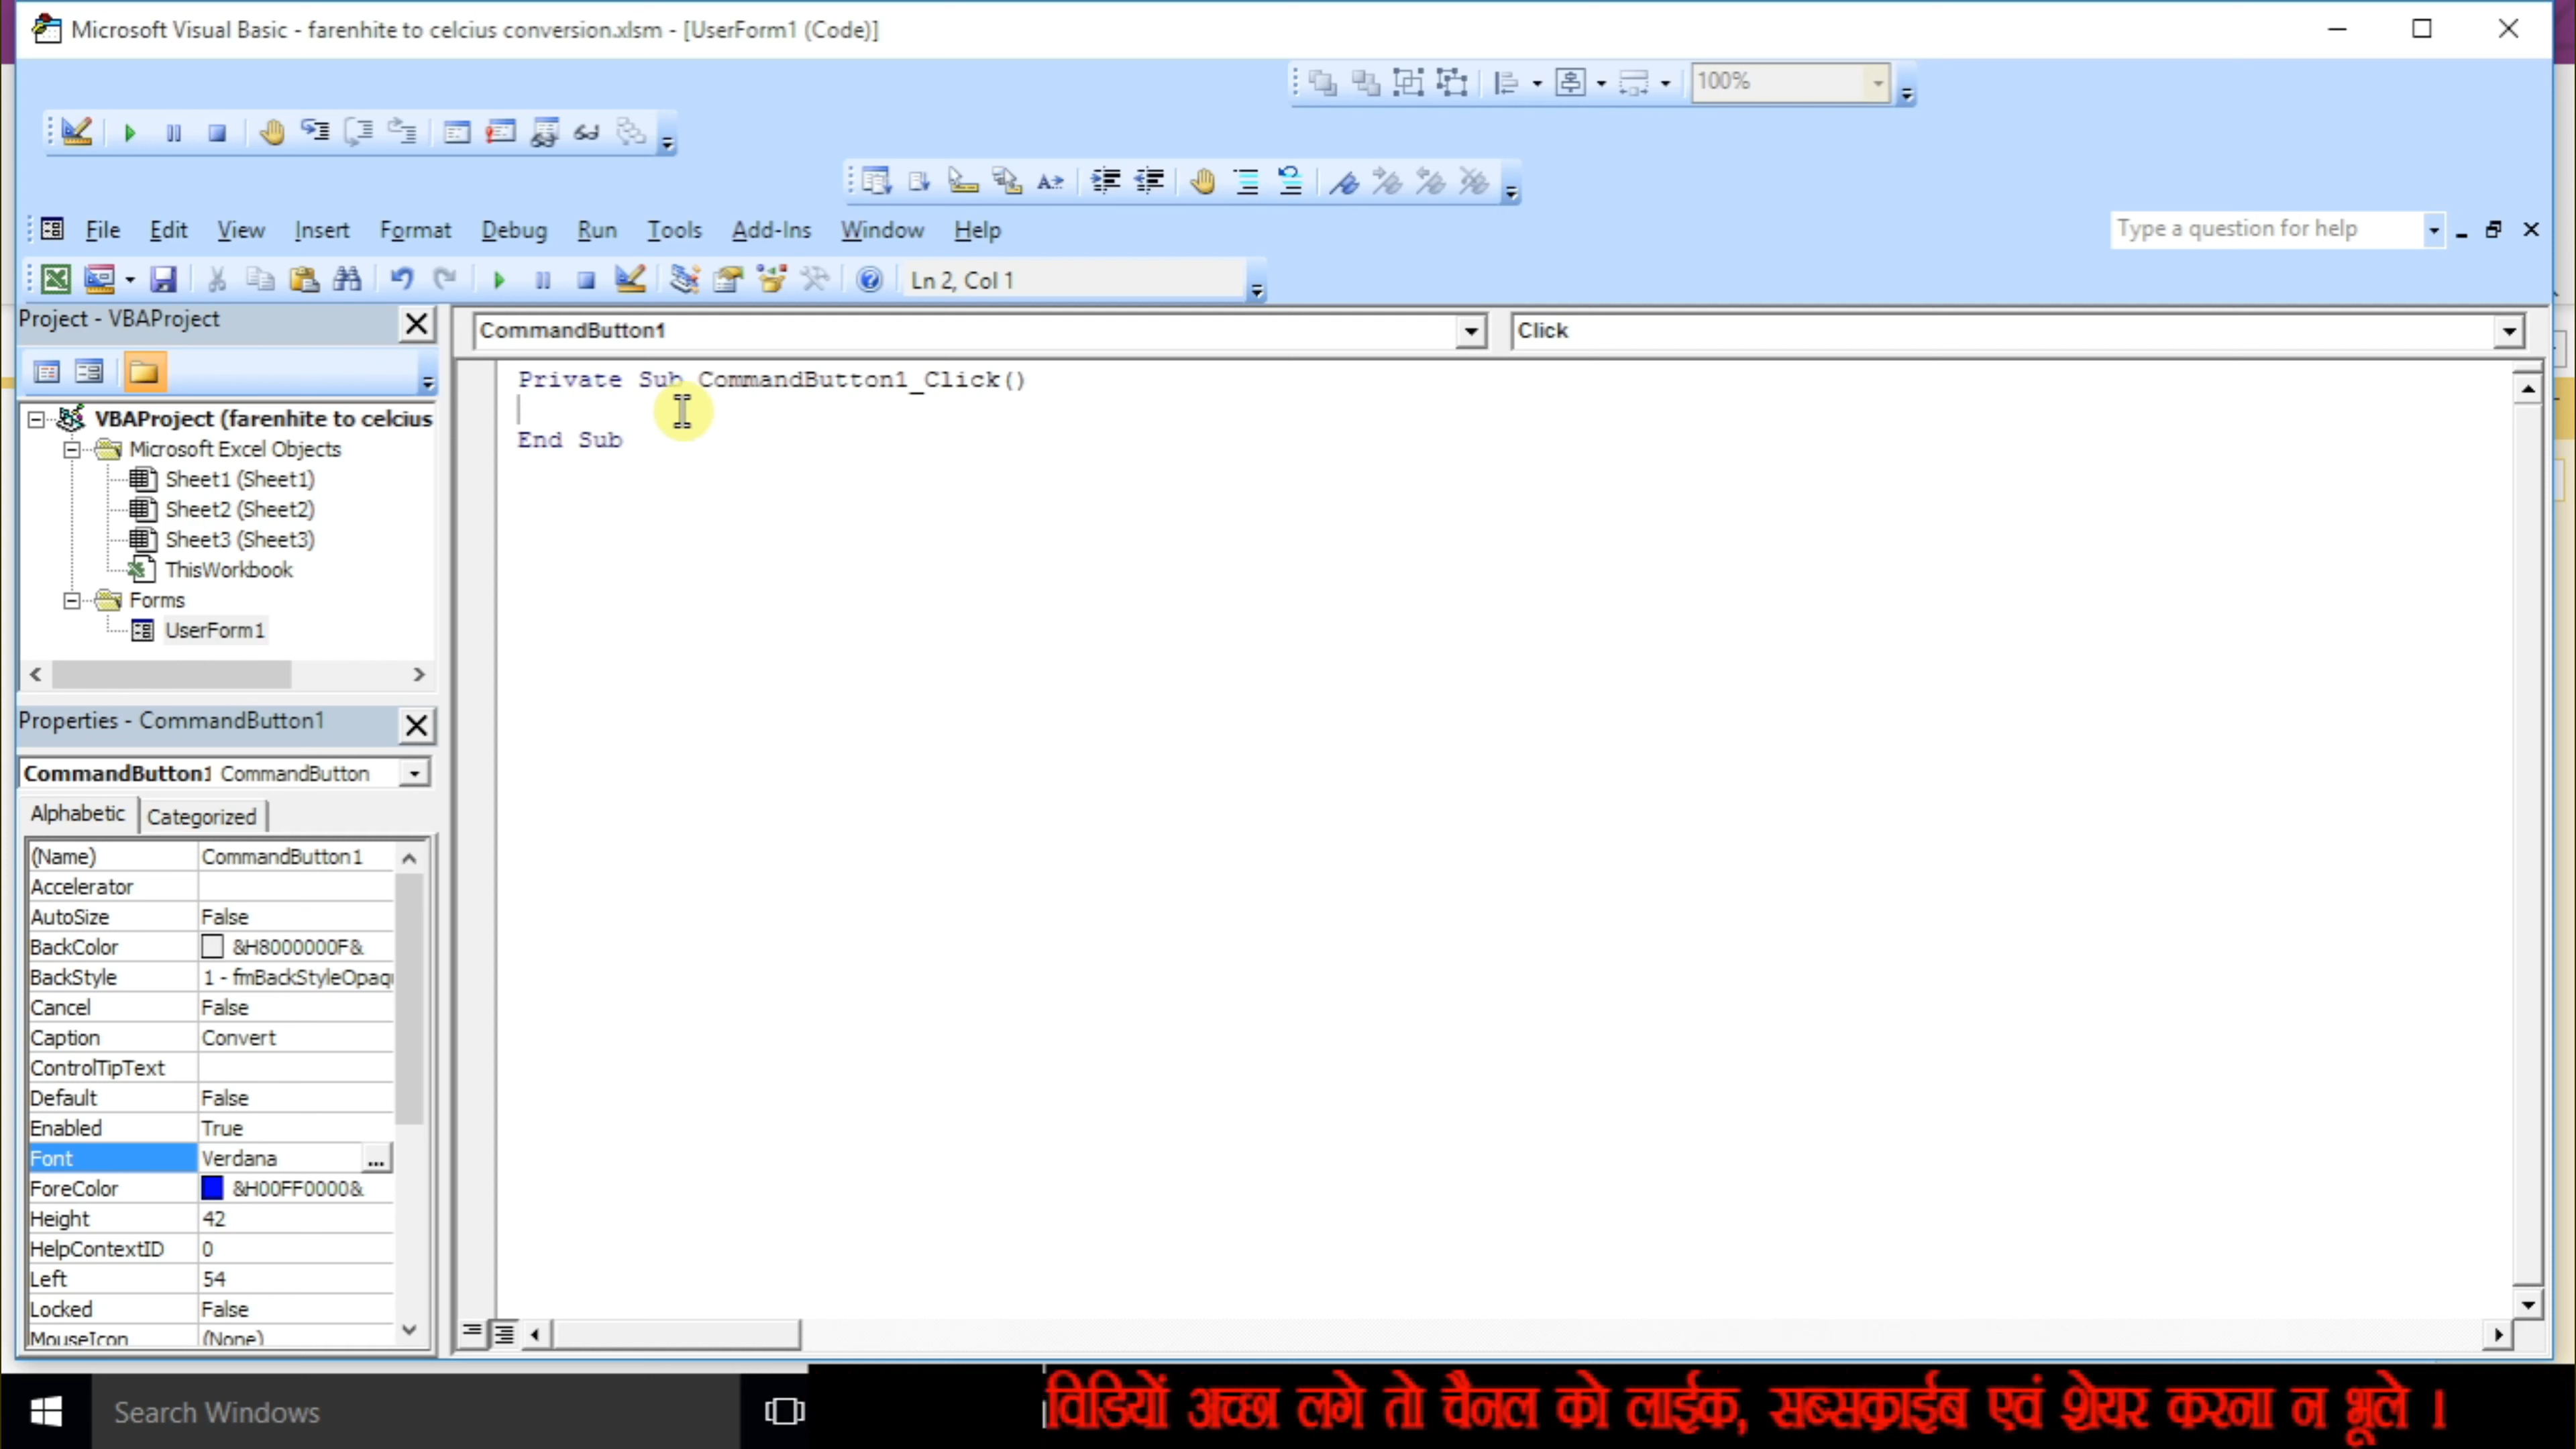 Microsoft Visual Basic - farenhite to celcius conversion.xlsm - [UserForm1 (Code)]
100%
File Edit View Insert Format Debug Run Tools Add-Ins Window Help
Type a question for help
Ln 2, Col 1
Project - VBAProject
CommandButton1
Click
VBAProject (farenhite to celcius
Microsoft Excel Objects
Sheet1 (Sheet1)
Sheet2 (Sheet2)
Sheet3 (Sheet3)
ThisWorkbook
Forms
UserForm1
Private Sub CommandButton1_Click()
End Sub
Properties - CommandButton1
CommandButton1 CommandButton
Alphabetic Categorized
(Name) CommandButton1
Accelerator
AutoSize False
BackColor &H8000000F&
BackStyle 1 - fmBackStyleOpaq
Cancel False
Caption Convert
ControlTipText
Default False
Enabled True
Font Verdana ...
ForeColor &H00FF0000&
Height 42
HelpContextID 0
Left 54
Locked False
MouseIcon (None)
Search Windows
विडियों अच्छा लगे तो चैनल को लाईक, सब्सक्राईब एवं शेयर करना न भूले ।